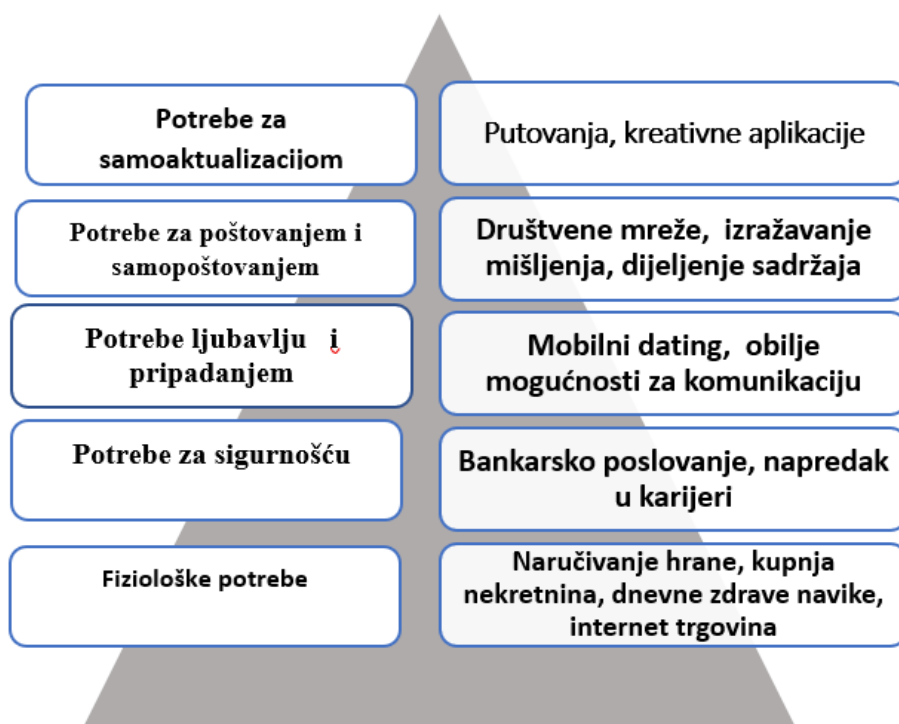 Potrebe za
samoaktualizacijom
Putovanja, kreativne aplikacije
Potrebe za poštovanjem i
samopoštovanjem
Društvene mreže, izražavanje
mišljenja, dijeljenje sadržaja
Potrebe ljubavlju i
pripadanjem
Mobilni dating, obilje
mogućnosti za komunikaciju
Potrebe za sigurnošću
Bankarsko poslovanje, napredak
u karijeri
Fiziološke potrebe
Naručivanje hrane, kupnja
nekretnina, dnevne zdrave navike,
internet trgovina